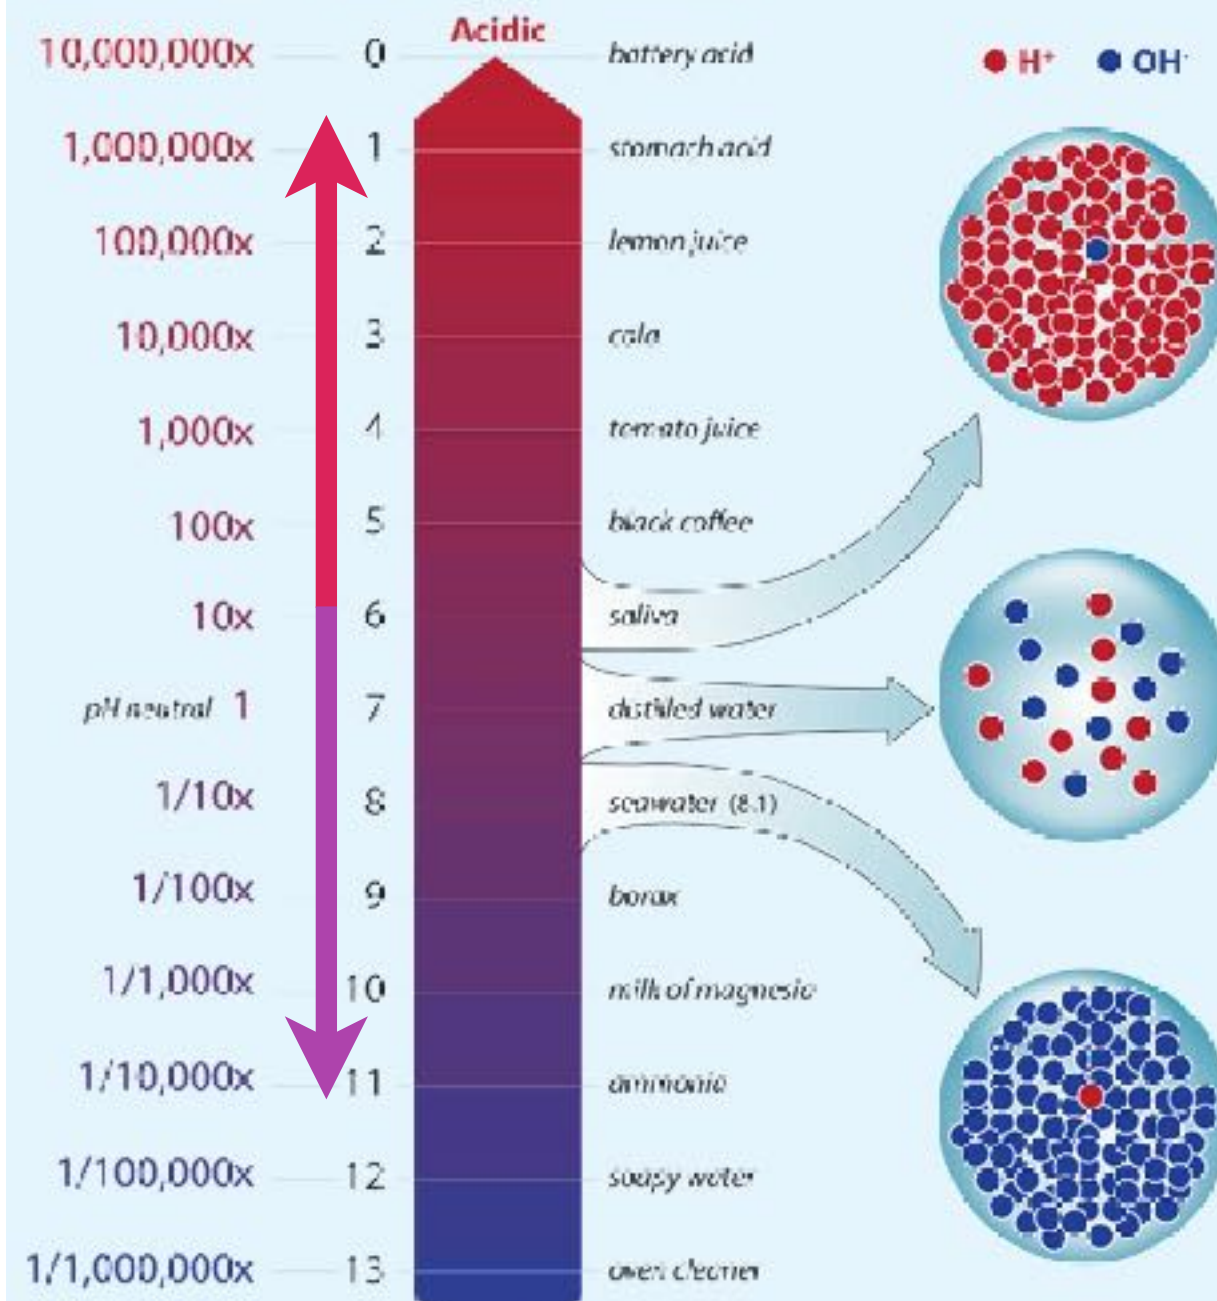 Acidic
10,000,000x 0 battery acid
H⁺ OH⁻
1,000,000x 1 stomach acid
100,000x 2 lemon juice
10,000x 3 cola
1,000x 4 tomato juice
100x 5 black coffee
10x 6 saliva
pH neutral 1 7 distilled water
1/10x 8 seawater (8.1)
1/100x 9 borax
1/1,000x 10 milk of magnesia
1/10,000x 11 ammonia
1/100,000x 12 soapy water
1/1,000,000x 13 oven cleaner